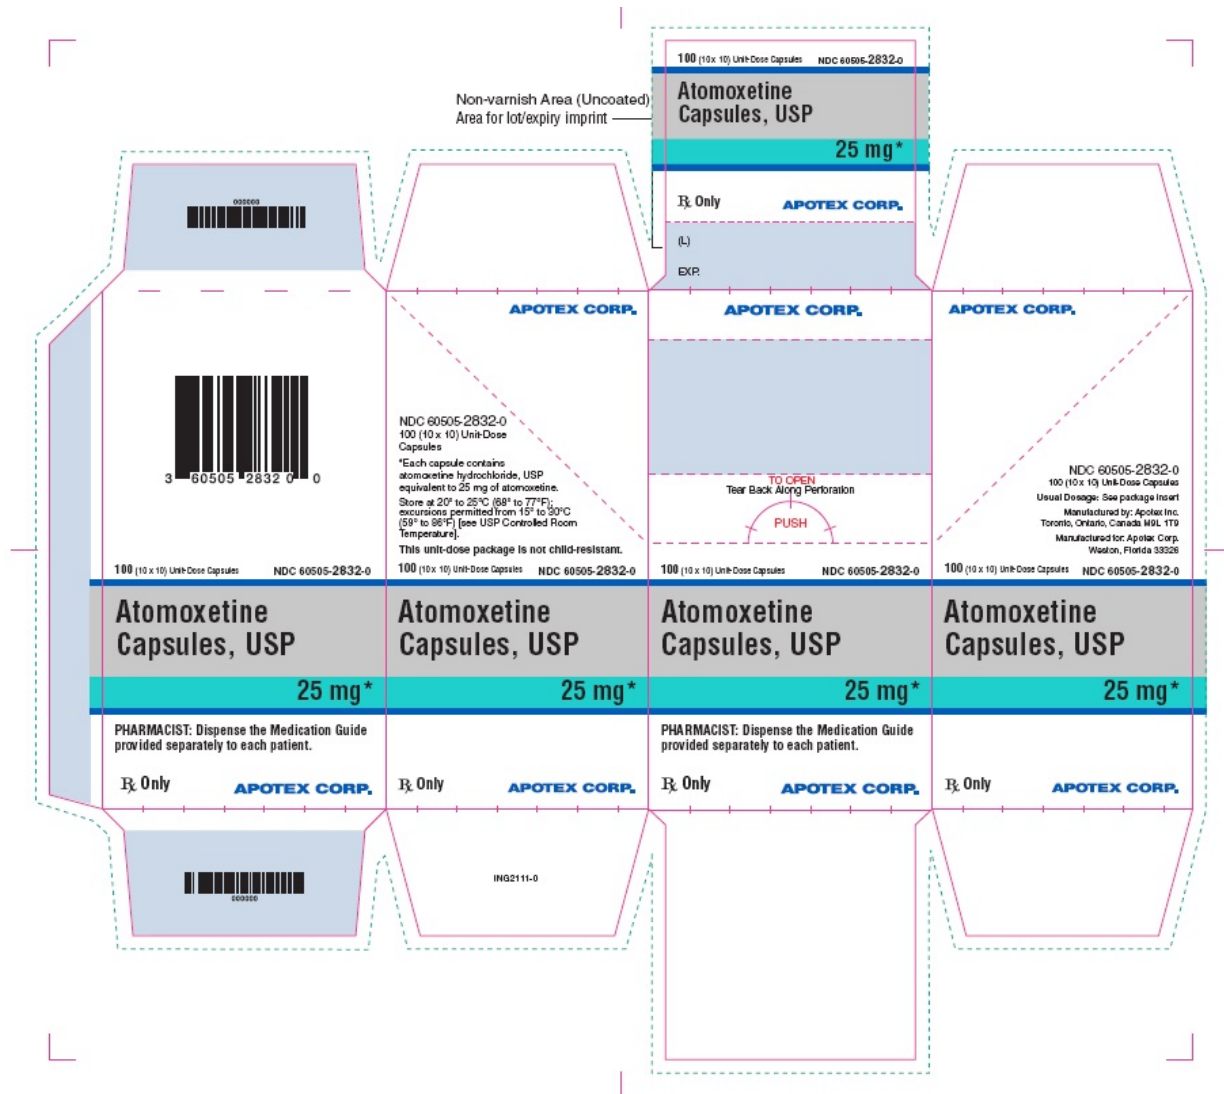 100 (10 x 10) Unit-Dose Capsules NDC 60505-2832-0
Atomoxetine
Capsules, USP
25 mg*
Rx Only APOTEX CORP.
(L)
EXP.
Non-varnish Area (Uncoated)
Area for lot/expiry imprint
000000
3 60505 2832 0 0
100 (10 x 10) Unit-Dose Capsules NDC 60505-2832-0
Atomoxetine
Capsules, USP
25 mg*
PHARMACIST: Dispense the Medication Guide
provided separately to each patient.
Rx Only APOTEX CORP.
000000
APOTEX CORP.
NDC 60505-2832-0
100 (10 x 10) Unit-Dose
Capsules
*Each capsule contains
atomoxetine hydrochloride, USP
equivalent to 25 mg of atomoxetine.
Store at 20° to 25°C (68° to 77°F);
excursions permitted from 15° to 30°C
(59° to 86°F) [see USP Controlled Room
Temperature].
This unit-dose package is not child-resistant.
100 (10 x 10) Unit-Dose Capsules NDC 60505-2832-0
Atomoxetine
Capsules, USP
25 mg*
Rx Only APOTEX CORP.
ING2111-0
APOTEX CORP.
TO OPEN
Tear Back Along Perforation
PUSH
100 (10 x 10) Unit-Dose Capsules NDC 60505-2832-0
Atomoxetine
Capsules, USP
25 mg*
PHARMACIST: Dispense the Medication Guide
provided separately to each patient.
Rx Only APOTEX CORP.
APOTEX CORP.
NDC 60505-2832-0
100 (10 x 10) Unit-Dose Capsules
Usual Dosage: See package insert
Manufactured by: Apotex Inc.
Toronto, Ontario, Canada M9L 1T9
Manufactured for: Apotex Corp.
Weston, Florida 33326
100 (10 x 10) Unit-Dose Capsules NDC 60505-2832-0
Atomoxetine
Capsules, USP
25 mg*
Rx Only APOTEX CORP.